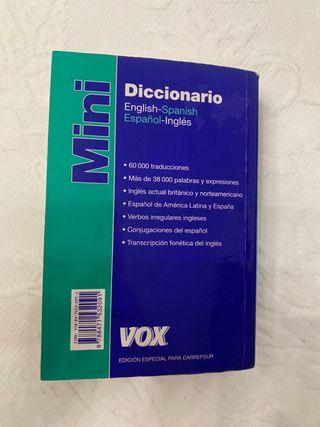 Mini
Diccionario
English-Spanish
Español-Inglés
• 60 000 traducciones
• Más de 38 000 palabras y expresiones
• Inglés actual británico y norteamericano
• Español de América Latina y España
• Verbos irregulares ingleses
• Conjugaciones del español
• Transcripción fonética del inglés
9788471532091
VOX
EDICIÓN ESPECIAL PARA CARREFOUR